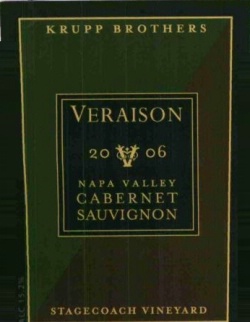 KRUPP BROTHERS
VERAISON
20 06
NAPA VALLEY
CABERNET
SAUVIGNON
STAGECOACH VINEYARD